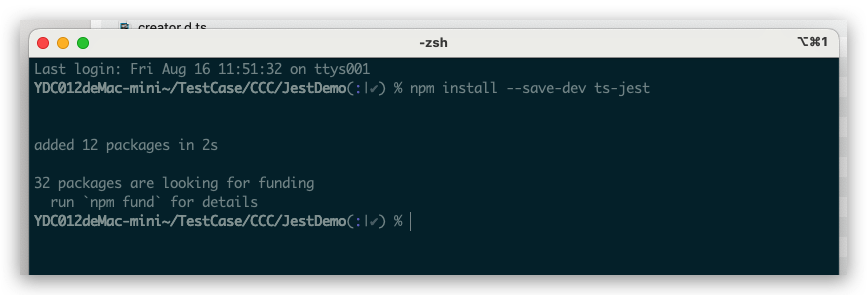 creator.d.ts
-zsh
⌥⌘1
Last login: Fri Aug 16 11:51:32 on ttys001
YDC012deMac-mini~/TestCase/CCC/JestDemo(:|✔) % npm install --save-dev ts-jest
added 12 packages in 2s
32 packages are looking for funding
run `npm fund` for details
YDC012deMac-mini~/TestCase/CCC/JestDemo(:|✔) %